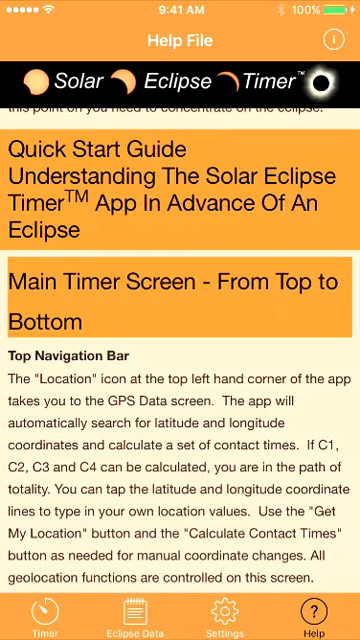 9:41 AM
100%
Help File
Solar Eclipse Timer™
this point on you need to concentrate on the eclipse.
Quick Start Guide
Understanding The Solar Eclipse
Timer™ App In Advance Of An
Eclipse
Main Timer Screen - From Top to
Bottom
Top Navigation Bar
The "Location" icon at the top left hand corner of the app
takes you to the GPS Data screen. The app will
automatically search for latitude and longitude
coordinates and calculate a set of contact times. If C1,
C2, C3 and C4 can be calculated, you are in the path of
totality. You can tap the latitude and longitude coordinate
lines to type in your own location values. Use the "Get
My Location" button and the "Calculate Contact Times"
button as needed for manual coordinate changes. All
geolocation functions are controlled on this screen.
Timer Eclipse Data Settings Help